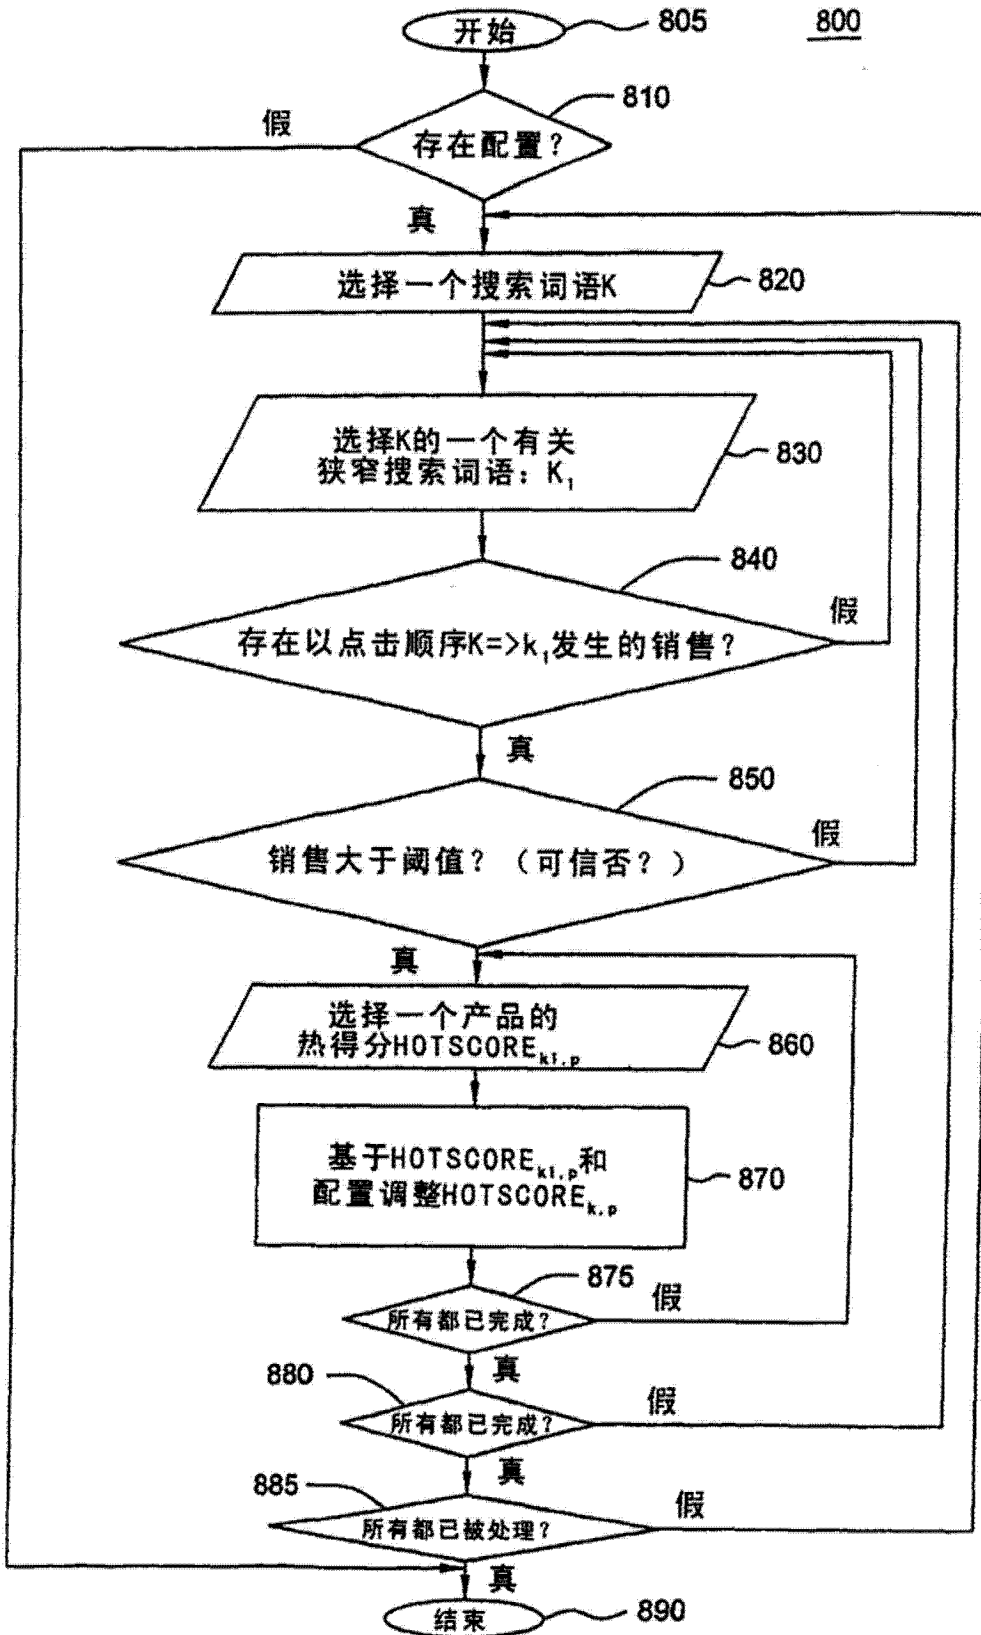 开始
805
800
810
假
存在配置？
真
选择一个搜索词语K
820
选择K的一个有关
狭窄搜索词语：K₁
830
840
假
存在以点击顺序K=>k₁发生的销售？
真
850
假
销售大于阈值？（可信否？）
真
选择一个产品的
热得分HOTSCOREk1,p
860
基于HOTSCOREk1,p和
配置调整HOTSCOREk,p
870
875
假
所有都已完成？
真
880
假
所有都已完成？
真
885
假
所有都已被处理？
真
结束
890